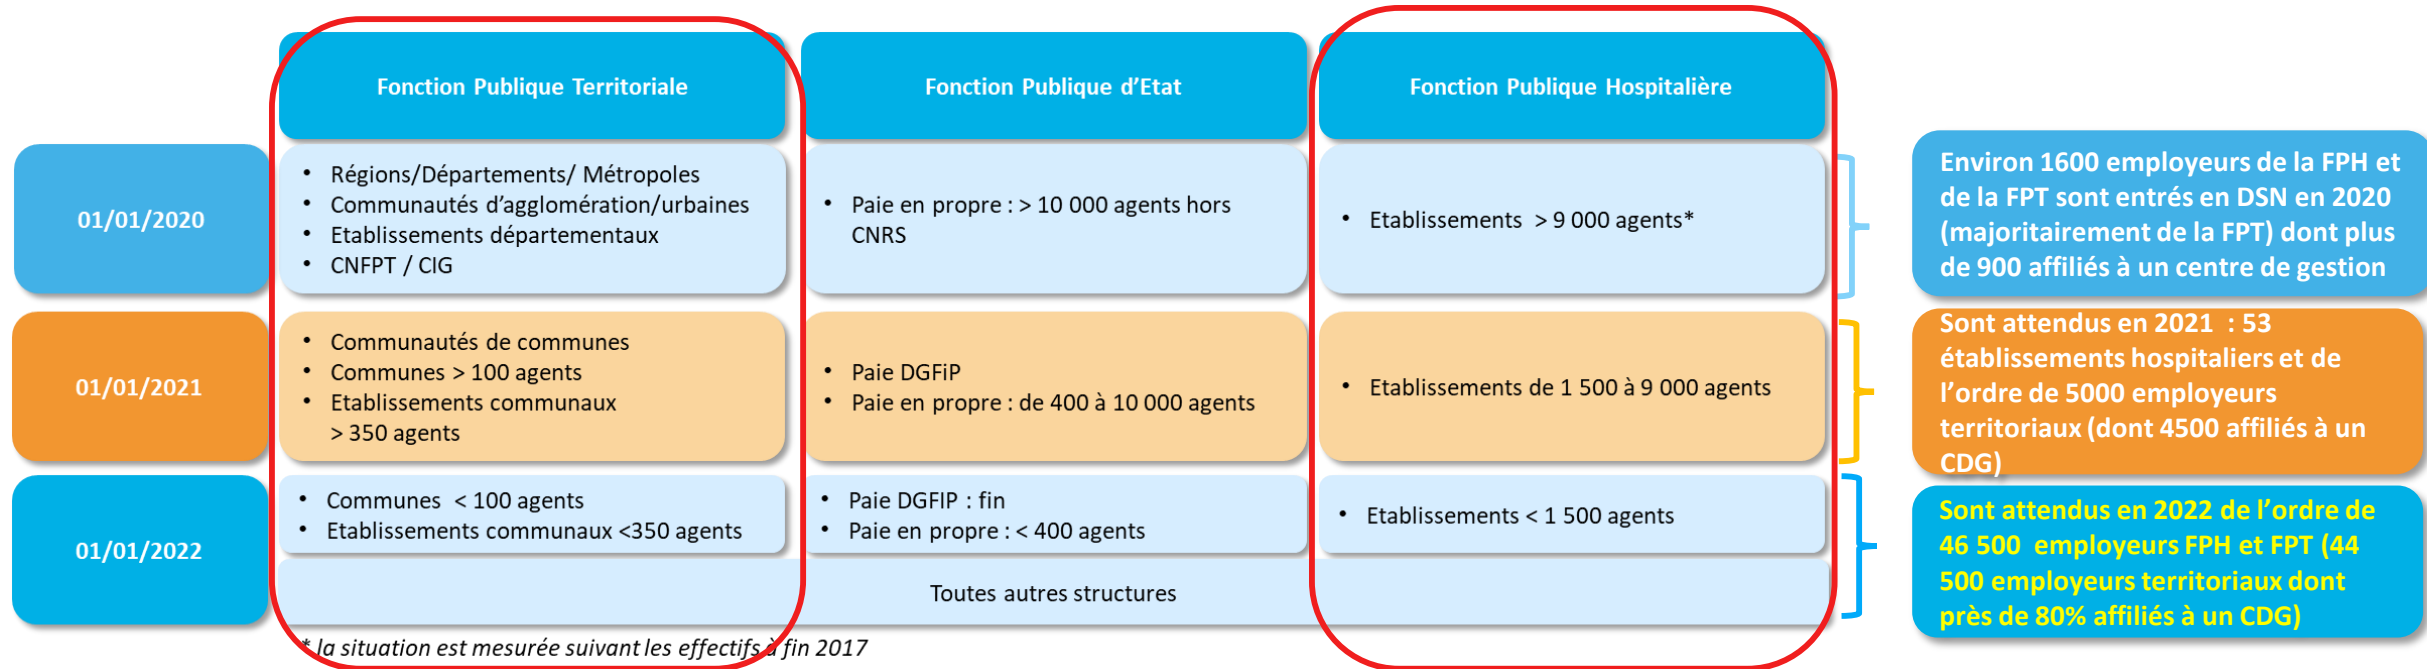 Fonction Publique Territoriale
Fonction Publique d’Etat
Fonction Publique Hospitalière
01/01/2020
• Régions/Départements/ Métropoles
• Communautés d’agglomération/urbaines
• Etablissements départementaux
• CNFPT / CIG
• Paie en propre : > 10 000 agents hors
CNRS
• Etablissements > 9 000 agents*
Environ 1600 employeurs de la FPH et
de la FPT sont entrés en DSN en 2020
(majoritairement de la FPT) dont plus
de 900 affiliés à un centre de gestion
01/01/2021
• Communautés de communes
• Communes > 100 agents
• Etablissements communaux
> 350 agents
• Paie DGFiP
• Paie en propre : de 400 à 10 000 agents
• Etablissements de 1 500 à 9 000 agents
Sont attendus en 2021 : 53
établissements hospitaliers et de
l’ordre de 5000 employeurs
territoriaux (dont 4500 affiliés à un
CDG)
01/01/2022
• Communes < 100 agents
• Etablissements communaux <350 agents
• Paie DGFIP : fin
• Paie en propre : < 400 agents
• Etablissements < 1 500 agents
Toutes autres structures
Sont attendus en 2022 de l’ordre de
46 500 employeurs FPH et FPT (44
500 employeurs territoriaux dont
près de 80% affiliés à un CDG)
* la situation est mesurée suivant les effectifs à fin 2017